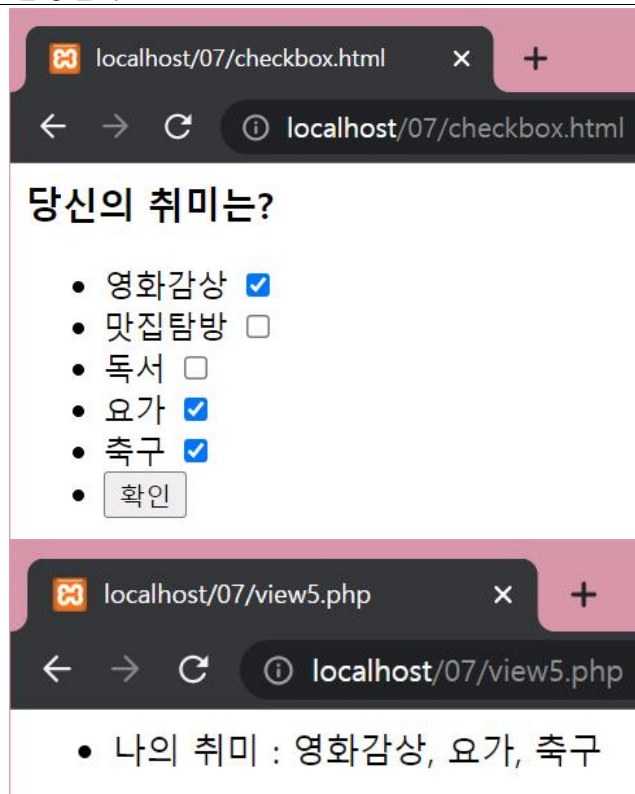 localhost/07/checkbox.html
localhost/07/checkbox.html
당신의 취미는?
영화감상
맛집탐방
독서
요가
축구
확인
localhost/07/view5.php
localhost/07/view5.php
나의 취미 : 영화감상, 요가, 축구